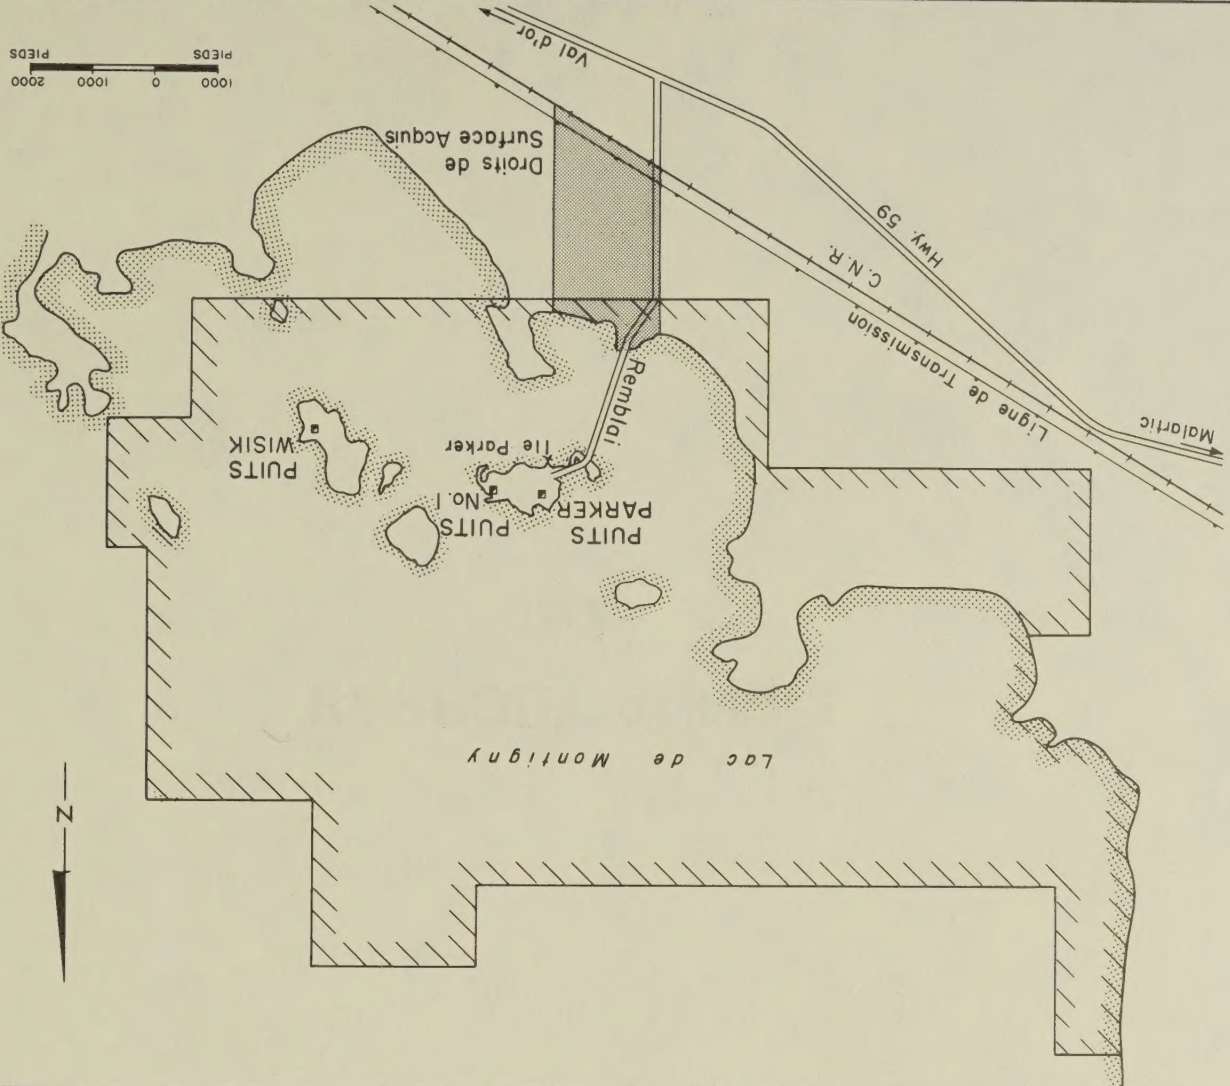 N
Lac de Montigny
PUITS
PARKER
PUITS
No. 1
PUITS
WISIK
Ile Parker
Remblai
Malartic
Ligne de Transmission
C.N.R.
Hwy. 59
Droits de
Surface Acquis
Val d'or
1000 0 1000 2000
PIEDS PIEDS